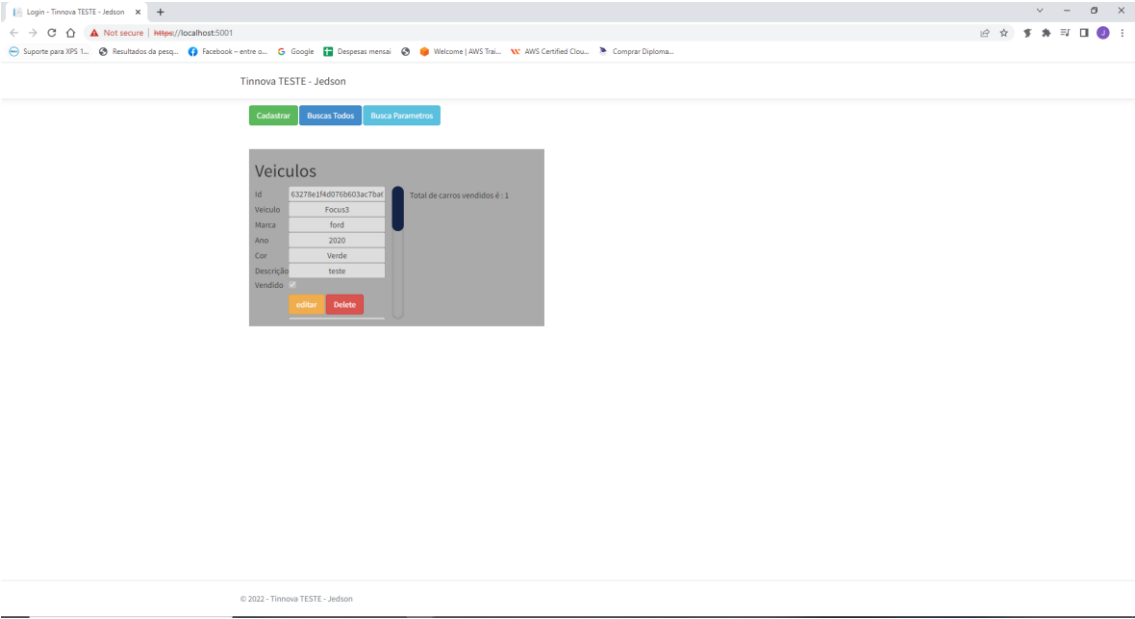 Login - Tinnova TESTE - Jedson
Not secure | https://localhost:5001
Suporte para XPS 1... Resultados da pesq... Facebook – entre o... Google Despesas mensai Welcome | AWS Trai... AWS Certified Clou... Comprar Diploma...
Tinnova TESTE - Jedson
Cadastrar Buscas Todos Busca Parametros
Veiculos
Id 63278e1f4d076b603ac7ba6 Total de carros vendidos é : 1
Veiculo Focus3
Marca ford
Ano 2020
Cor Verde
Descrição teste
Vendido
editar Delete
© 2022 - Tinnova TESTE - Jedson